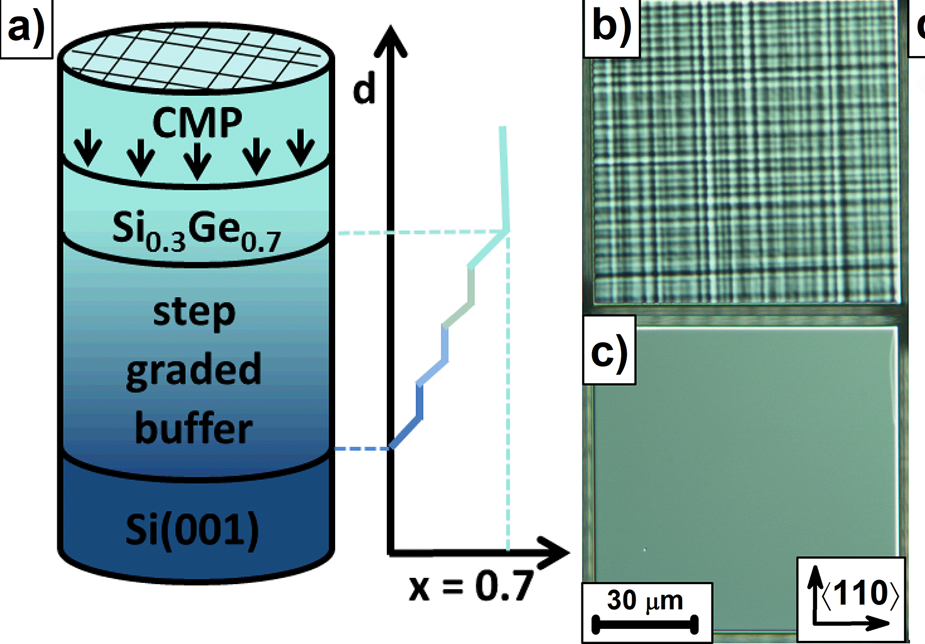 a)
CMP
Si₀.₃Ge₀.₇
step
graded
buffer
Si(001)
d
x = 0.7
b)
c)
30 μm
⟨110⟩